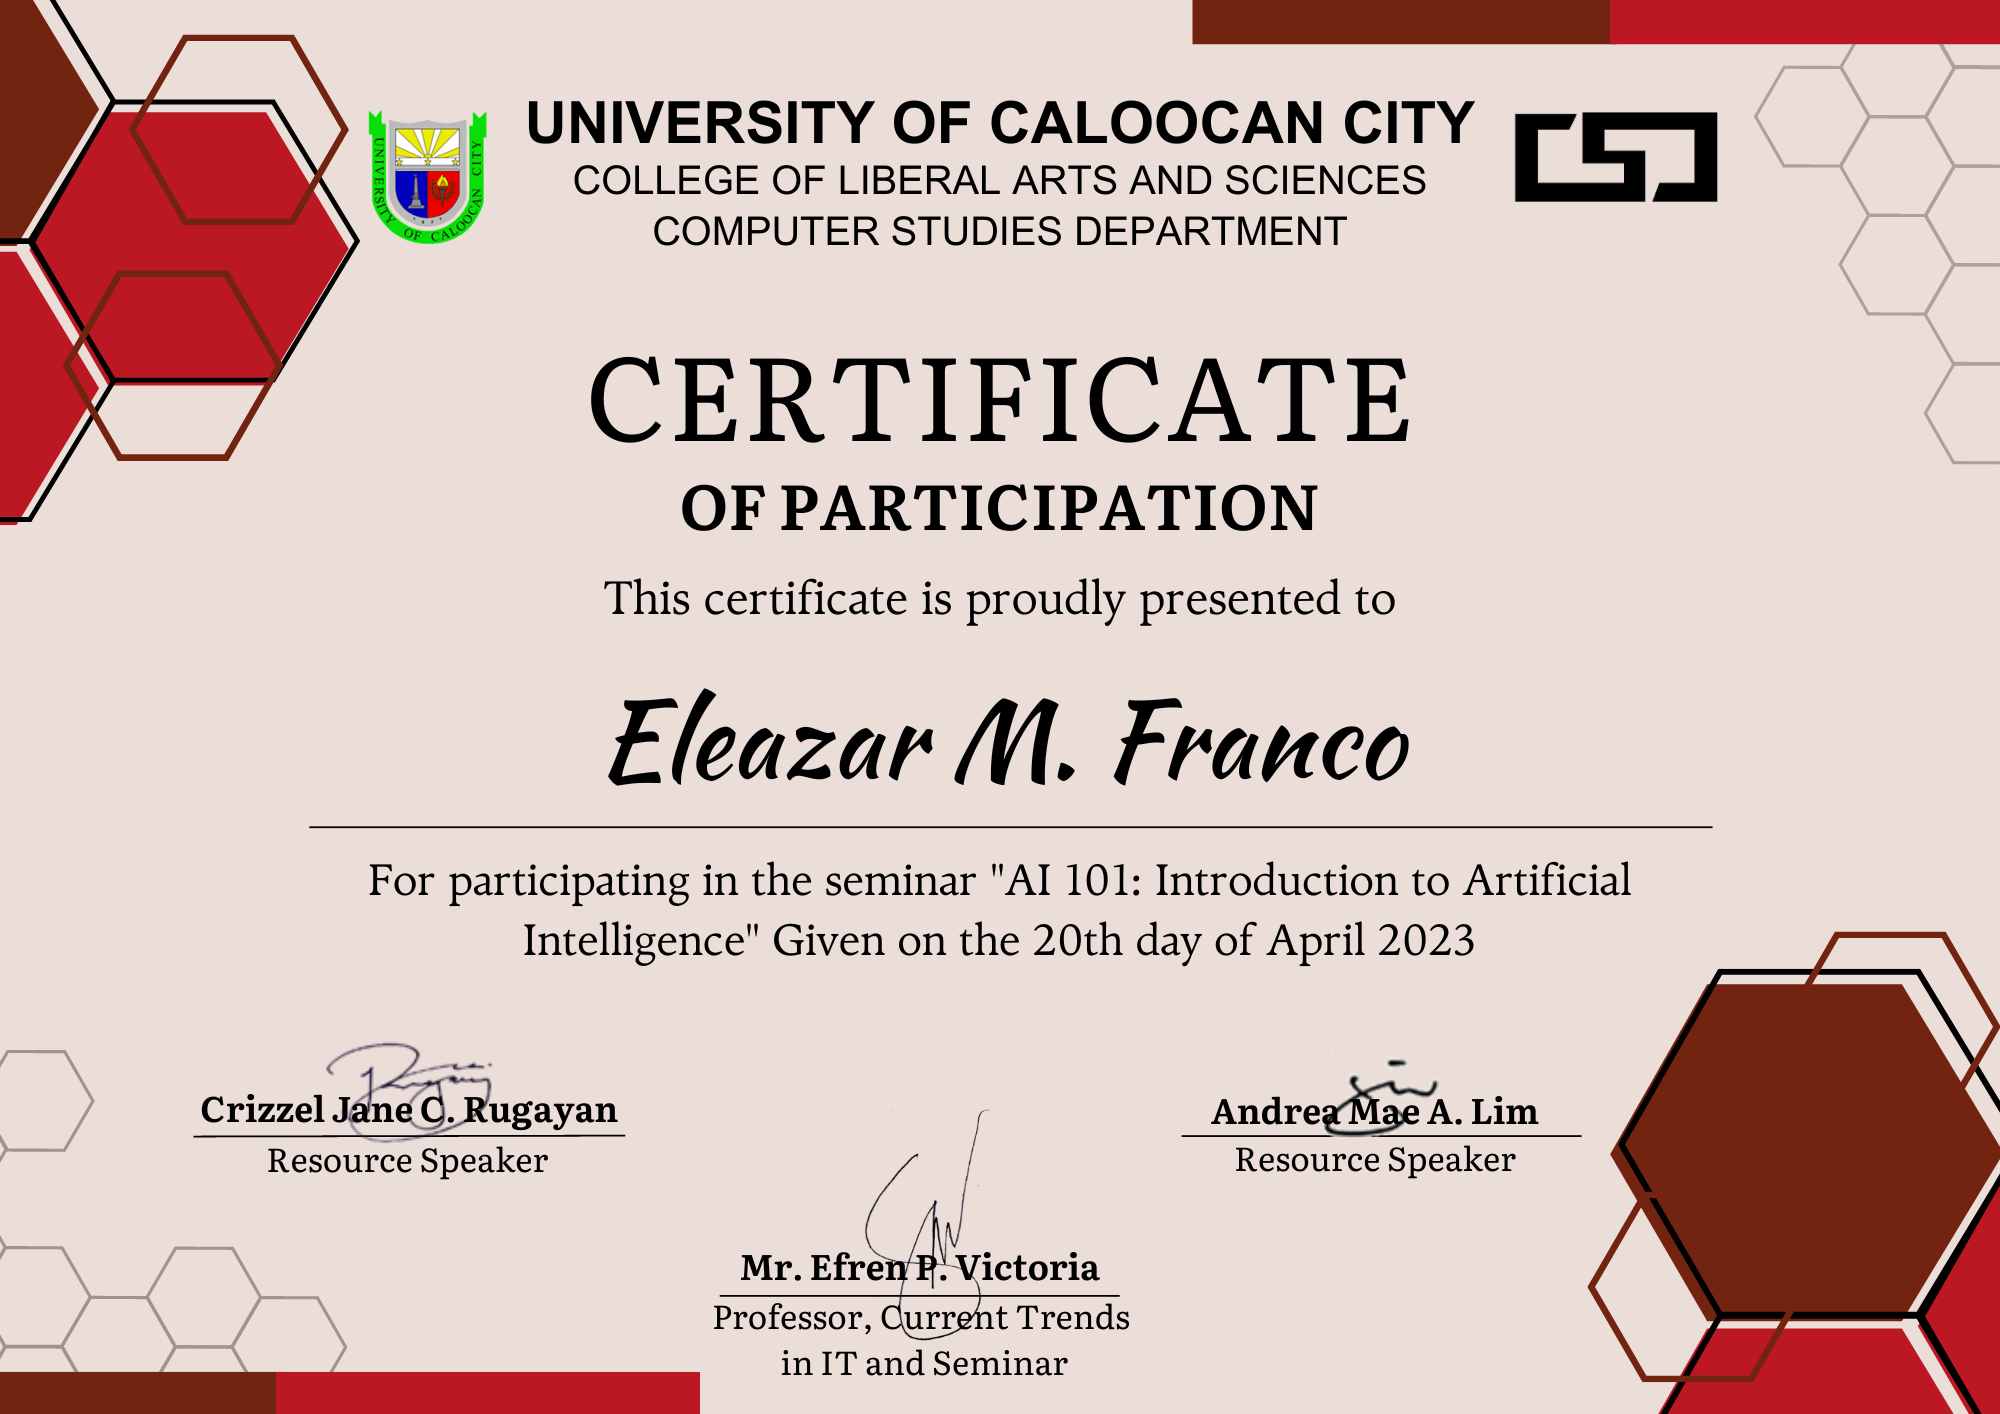 UNIVERSITY OF CALOOCAN CITY
COLLEGE OF LIBERAL ARTS AND SCIENCES
COMPUTER STUDIES DEPARTMENT
UNIVERSITY OF CALOOCAN CITY
CSD
CERTIFICATE
OF PARTICIPATION
This certificate is proudly presented to
Eleazar M. Franco
For participating in the seminar "AI 101: Introduction to Artificial
Intelligence" Given on the 20th day of April 2023
Crizzel Jane C. Rugayan
Resource Speaker
Andrea Mae A. Lim
Resource Speaker
Mr. Efren P. Victoria
Professor, Current Trends
in IT and Seminar